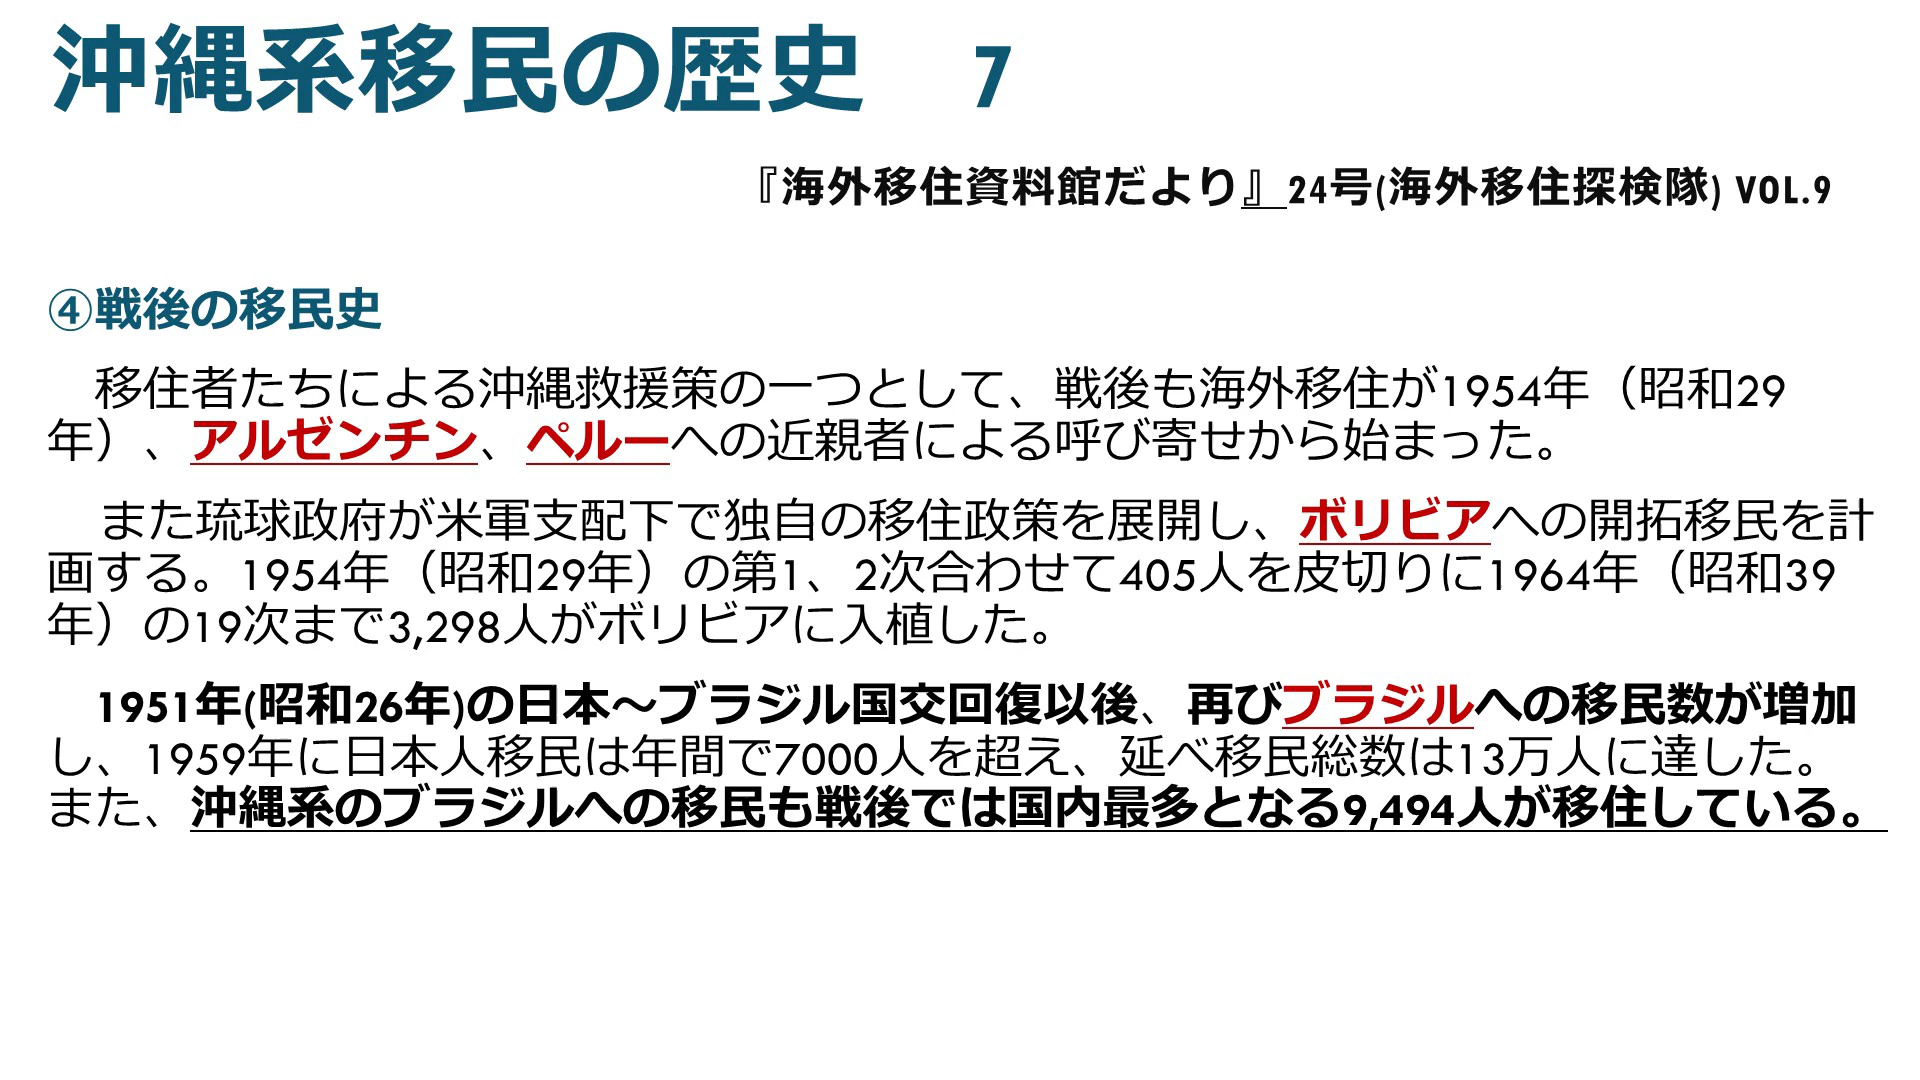 沖縄系移民の歴史　7
『海外移住資料館だより』24号(海外移住探検隊) VOL.9
④戦後の移民史
　移住者たちによる沖縄救援策の一つとして、戦後も海外移住が1954年（昭和29
年）、アルゼンチン、ペルーへの近親者による呼び寄せから始まった。
　また琉球政府が米軍支配下で独自の移住政策を展開し、ボリビアへの開拓移民を計
画する。1954年（昭和29年）の第1、2次合わせて405人を皮切りに1964年（昭和39
年）の19次まで3,298人がボリビアに入植した。
　1951年(昭和26年)の日本～ブラジル国交回復以後、再びブラジルへの移民数が増加
し、1959年に日本人移民は年間で7000人を超え、延べ移民総数は13万人に達した。
また、沖縄系のブラジルへの移民も戦後では国内最多となる9,494人が移住している。